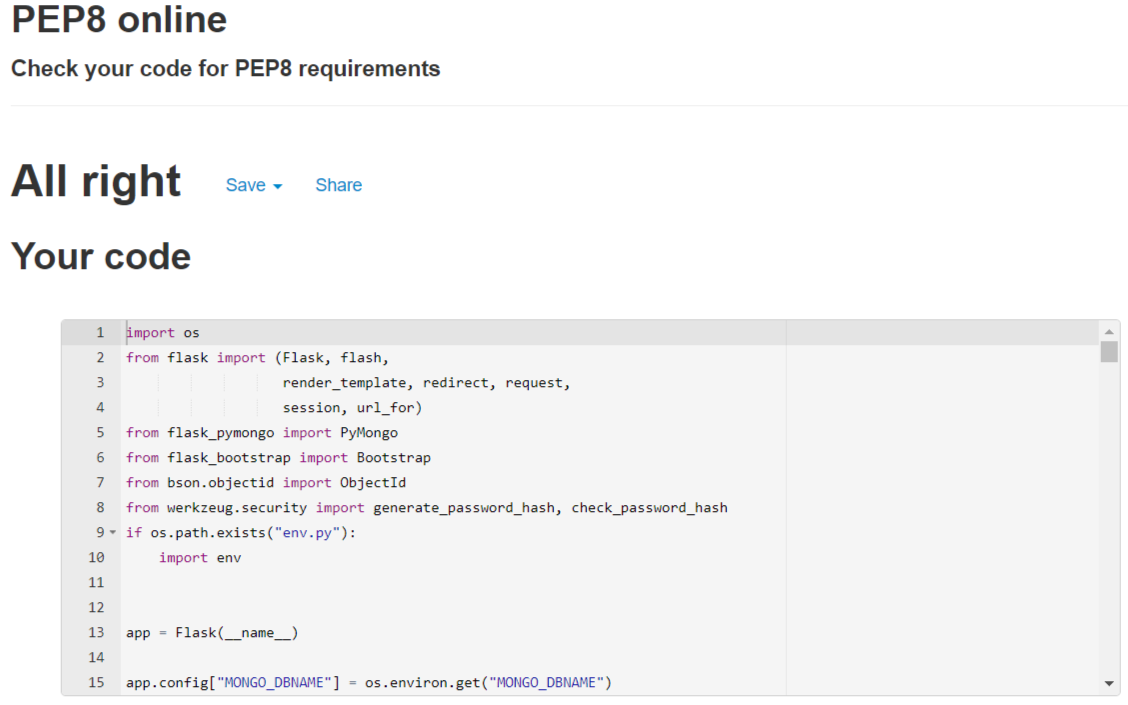 PEP8 online
Check your code for PEP8 requirements
All right Save Share
Your code
1 import os
2 from flask import (Flask, flash,
3 render_template, redirect, request,
4 session, url_for)
5 from flask_pymongo import PyMongo
6 from flask_bootstrap import Bootstrap
7 from bson.objectid import ObjectId
8 from werkzeug.security import generate_password_hash, check_password_hash
9 if os.path.exists("env.py"):
10 import env
11
12
13 app = Flask(__name__)
14
15 app.config["MONGO_DBNAME"] = os.environ.get("MONGO_DBNAME")